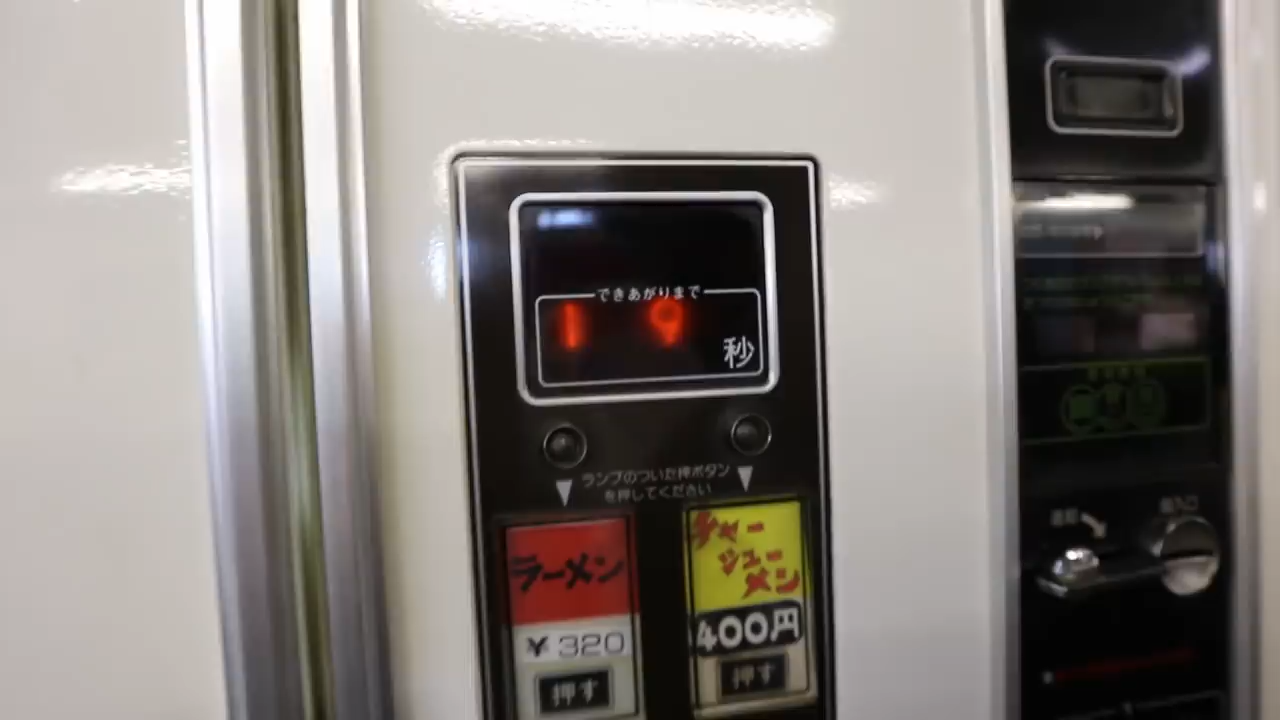 できあがりまで
19
秒
ランプのついた押ボタン
を押してください
ラーメン
¥320
押す
チャー
シュー
メン
400円
押す